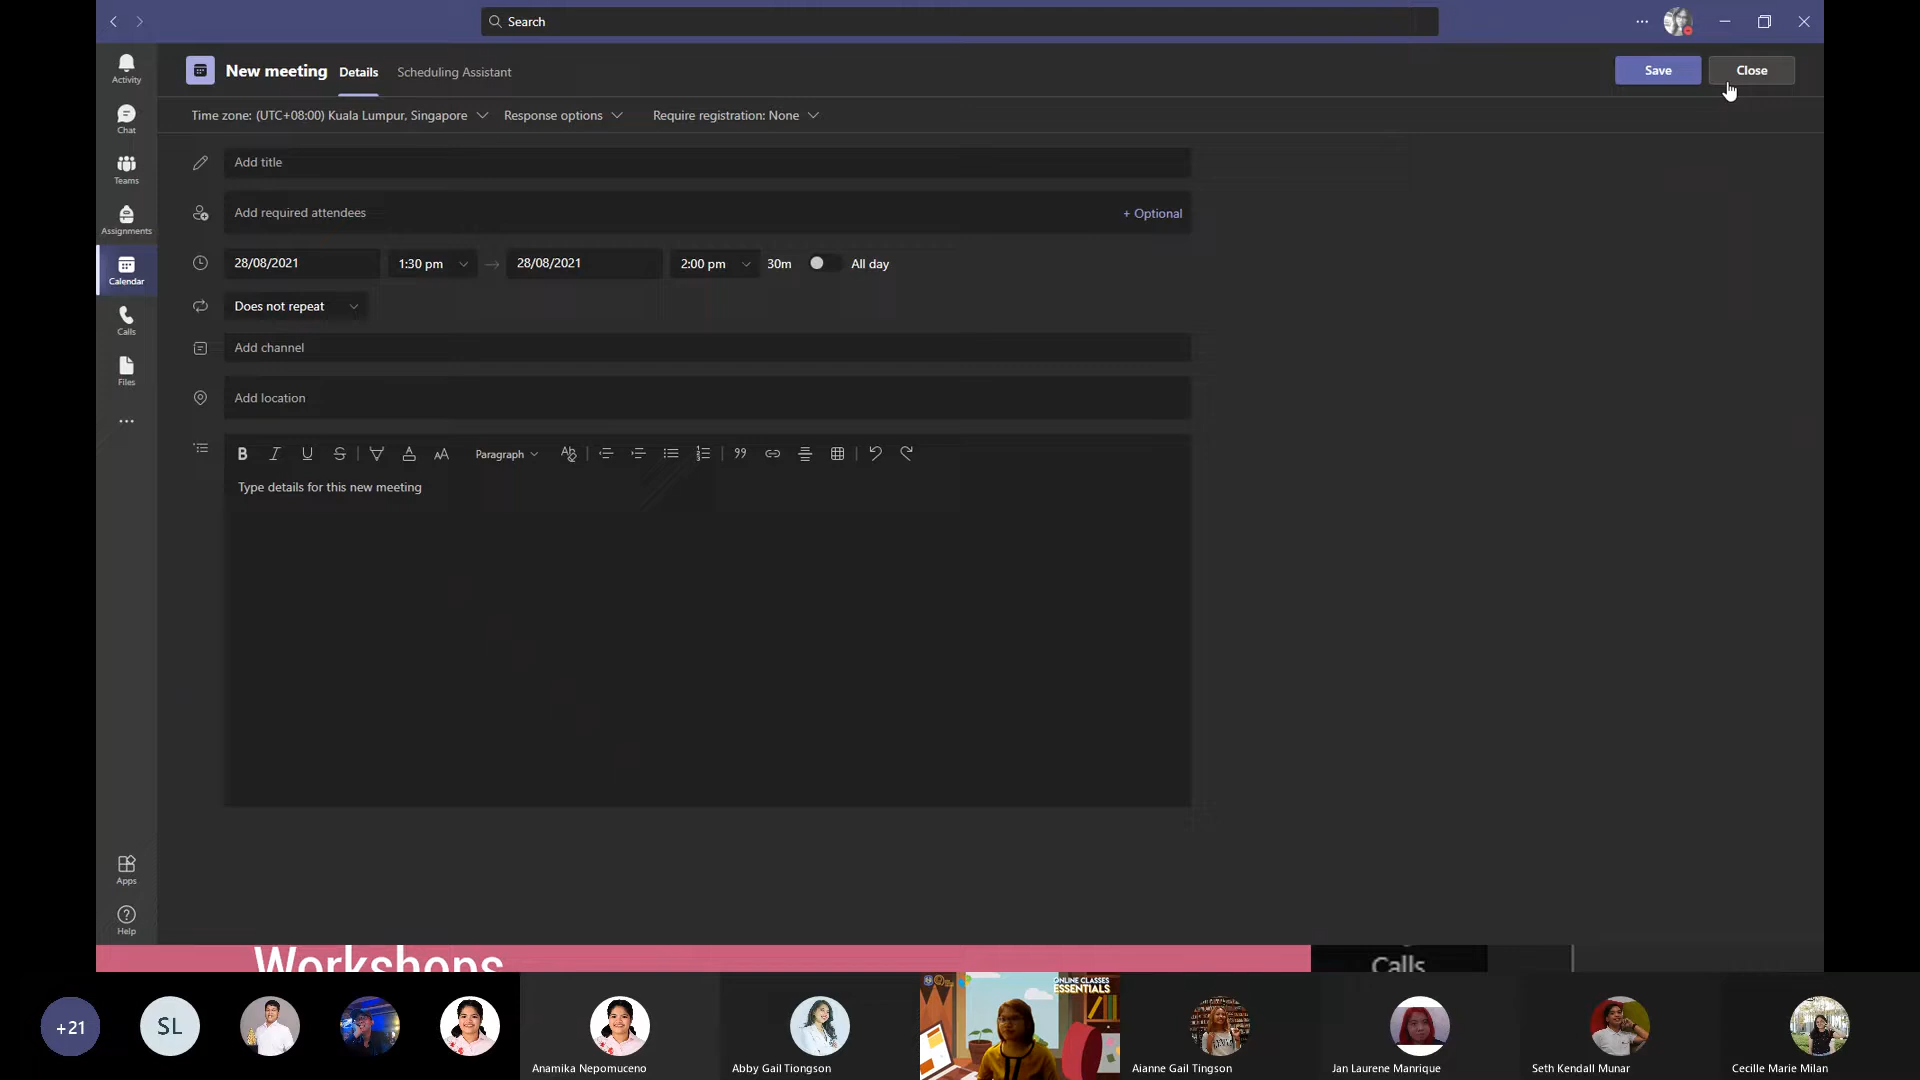 Search
Activity
Chat
Teams
Assignments
Calendar
Calls
Files
Apps
Help
New meeting
Details
Scheduling Assistant
Save
Close
Time zone: (UTC+08:00) Kuala Lumpur, Singapore
Response options
Require registration: None
Add title
Add required attendees
+ Optional
28/08/2021
1:30 pm
28/08/2021
2:00 pm
30m
All day
Does not repeat
Add channel
Add location
Paragraph
Type details for this new meeting
Workshops
Calls
+21
SL
Anamika Nepomuceno
Abby Gail Tiongson
ONLINE CLASSES
ESSENTIALS
Aianne Gail Tingson
Jan Laurene Manrique
Seth Kendall Munar
Cecille Marie Milan